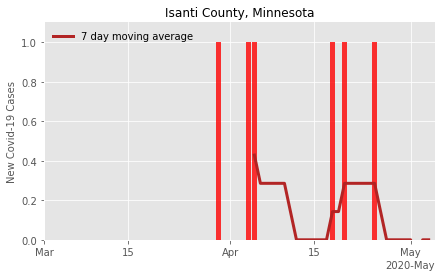 Isanti County, Minnesota
7 day moving average
New Covid-19 Cases
1.0
0.8
0.6
0.4
0.2
0.0
Mar
15
Apr
15
May
2020-May